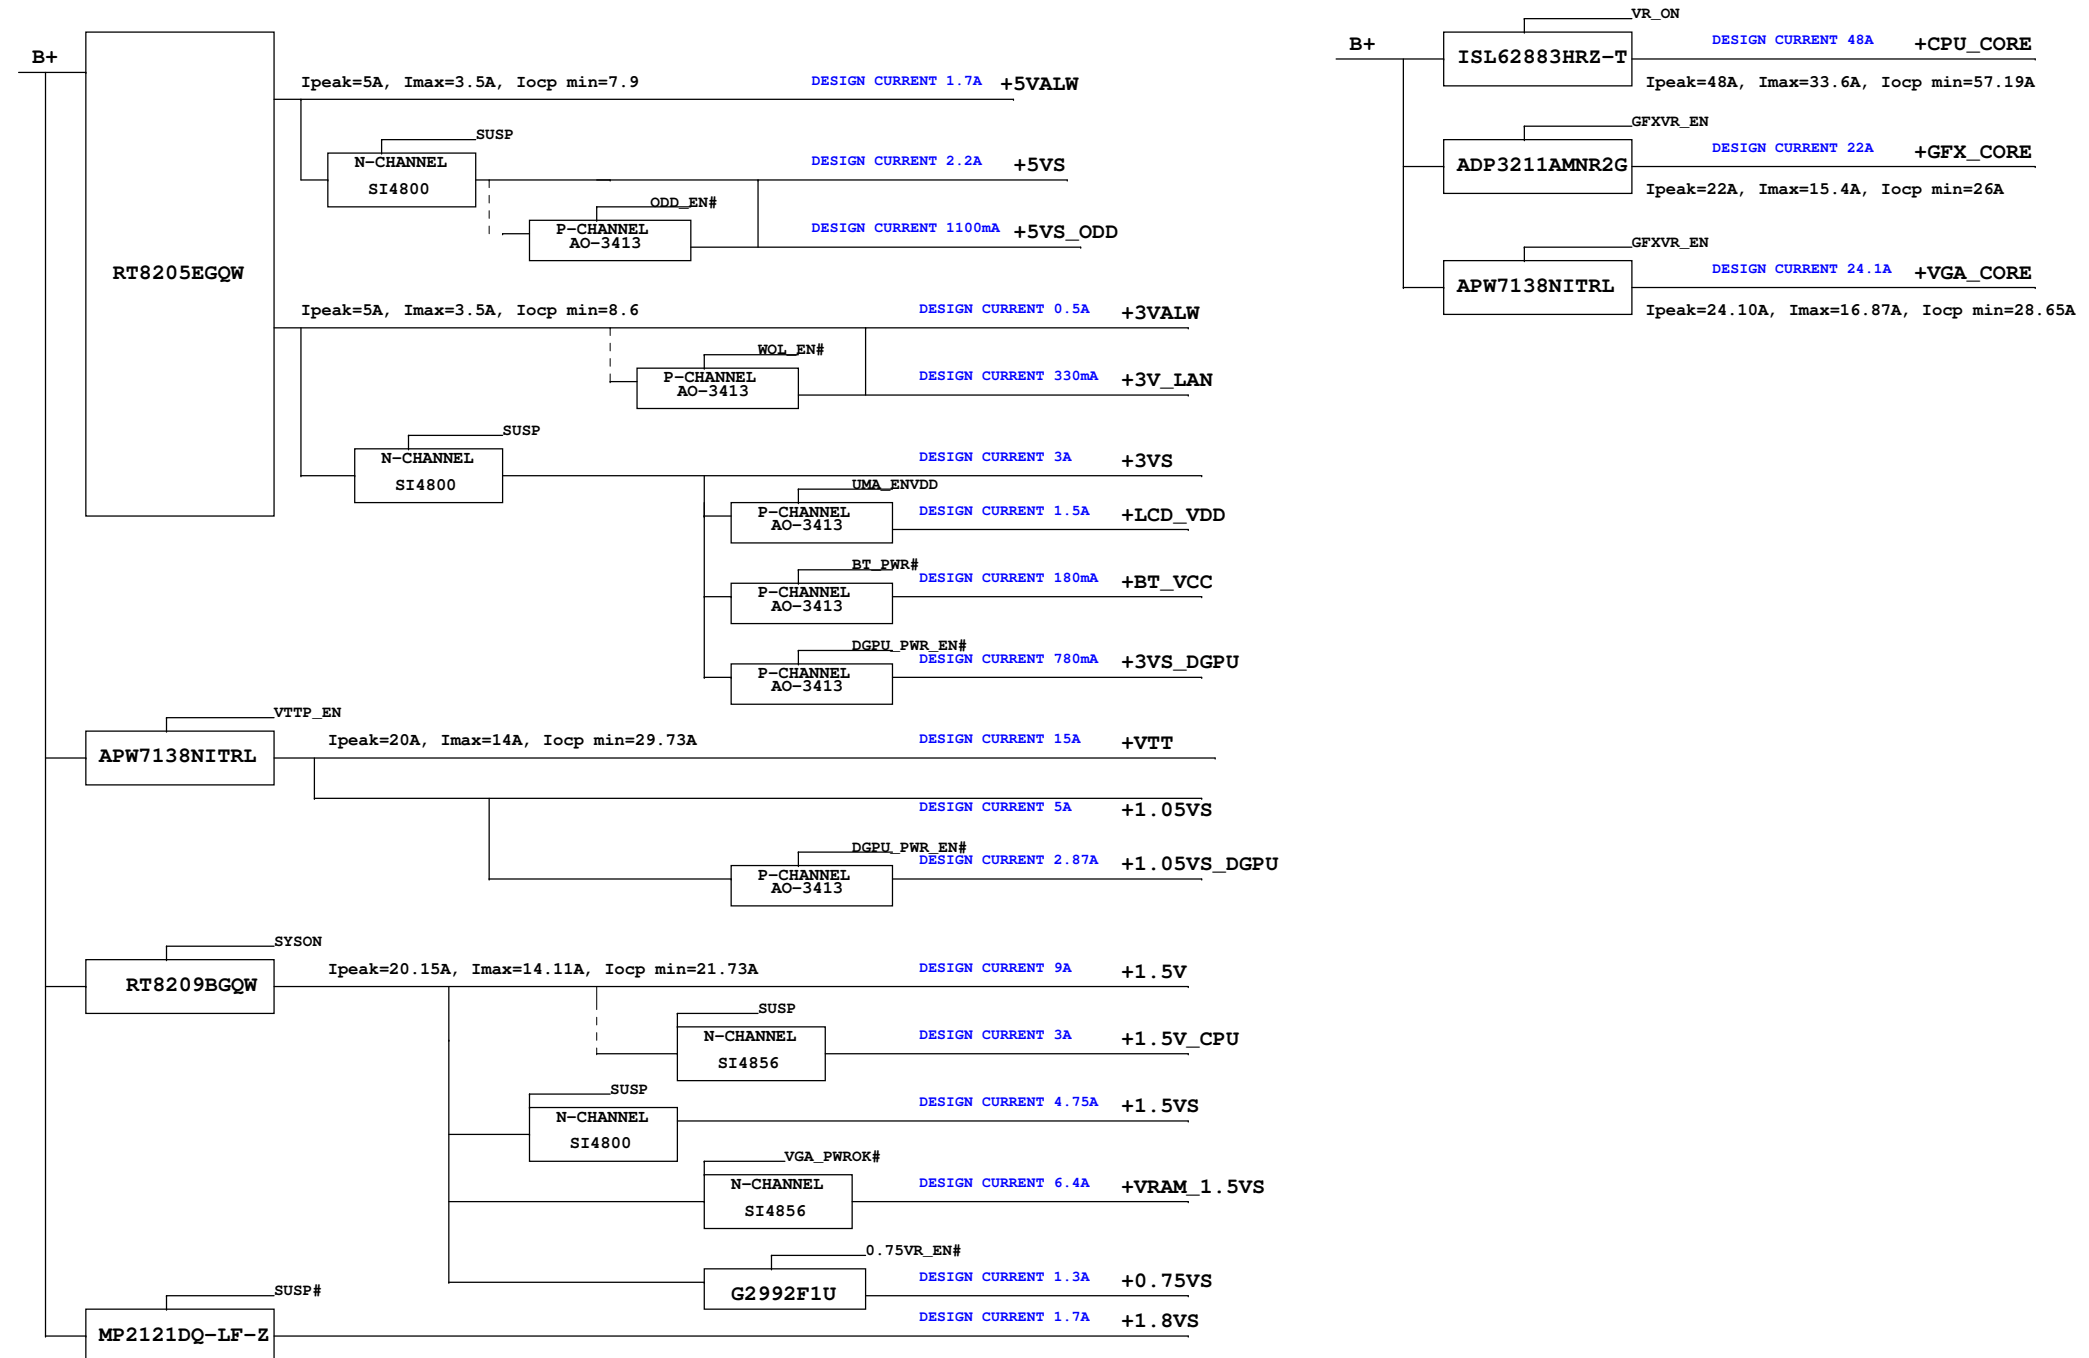 B+
RT8205EGQW
Ipeak=5A, Imax=3.5A, Iocp min=7.9
DESIGN CURRENT 1.7A
+5VALW
SUSP
N-CHANNEL
SI4800
DESIGN CURRENT 2.2A
+5VS
ODD_EN#
P-CHANNEL
AO-3413
DESIGN CURRENT 1100mA
+5VS_ODD
Ipeak=5A, Imax=3.5A, Iocp min=8.6
DESIGN CURRENT 0.5A
+3VALW
WOL_EN#
P-CHANNEL
AO-3413
DESIGN CURRENT 330mA
+3V_LAN
SUSP
N-CHANNEL
SI4800
DESIGN CURRENT 3A
+3VS
UMA_ENVDD
P-CHANNEL
AO-3413
DESIGN CURRENT 1.5A
+LCD_VDD
BT_PWR#
P-CHANNEL
AO-3413
DESIGN CURRENT 180mA
+BT_VCC
DGPU_PWR_EN#
P-CHANNEL
AO-3413
DESIGN CURRENT 780mA
+3VS_DGPU
VTTP_EN
APW7138NITRL
Ipeak=20A, Imax=14A, Iocp min=29.73A
DESIGN CURRENT 15A
+VTT
DESIGN CURRENT 5A
+1.05VS
DGPU_PWR_EN#
P-CHANNEL
AO-3413
DESIGN CURRENT 2.87A
+1.05VS_DGPU
SYSON
RT8209BGQW
Ipeak=20.15A, Imax=14.11A, Iocp min=21.73A
DESIGN CURRENT 9A
+1.5V
SUSP
N-CHANNEL
SI4856
DESIGN CURRENT 3A
+1.5V_CPU
SUSP
N-CHANNEL
SI4800
DESIGN CURRENT 4.75A
+1.5VS
VGA_PWROK#
N-CHANNEL
SI4856
DESIGN CURRENT 6.4A
+VRAM_1.5VS
0.75VR_EN#
G2992F1U
DESIGN CURRENT 1.3A
+0.75VS
SUSP#
MP2121DQ-LF-Z
DESIGN CURRENT 1.7A
+1.8VS
B+
VR_ON
ISL62883HRZ-T
DESIGN CURRENT 48A
+CPU_CORE
Ipeak=48A, Imax=33.6A, Iocp min=57.19A
GFXVR_EN
ADP3211AMNR2G
DESIGN CURRENT 22A
+GFX_CORE
Ipeak=22A, Imax=15.4A, Iocp min=26A
GFXVR_EN
APW7138NITRL
DESIGN CURRENT 24.1A
+VGA_CORE
Ipeak=24.10A, Imax=16.87A, Iocp min=28.65A